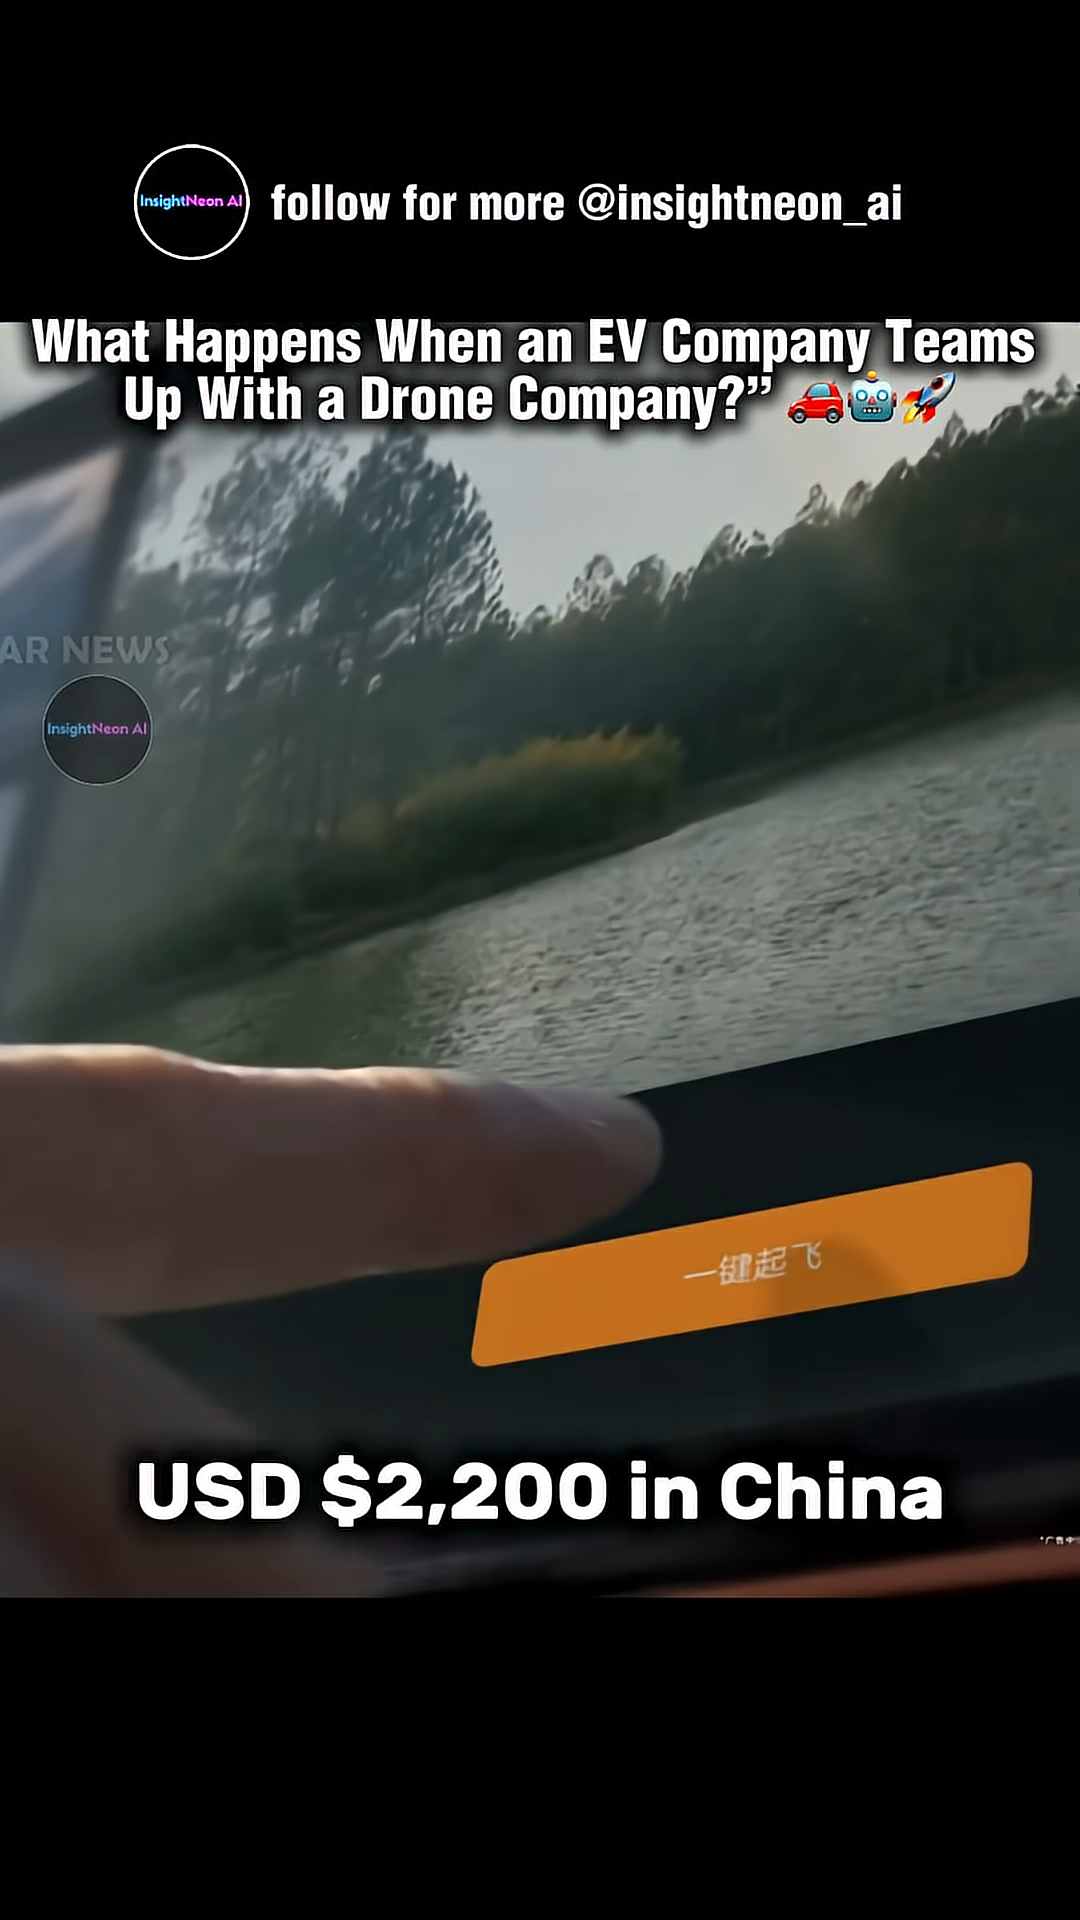 InsightNeon AI
follow for more @insightneon_ai
What Happens When an EV Company Teams
Up With a Drone Company?” 🚗🤖🚀
AR NEWS
InsightNeon AI
一键起飞
USD $2,200 in China